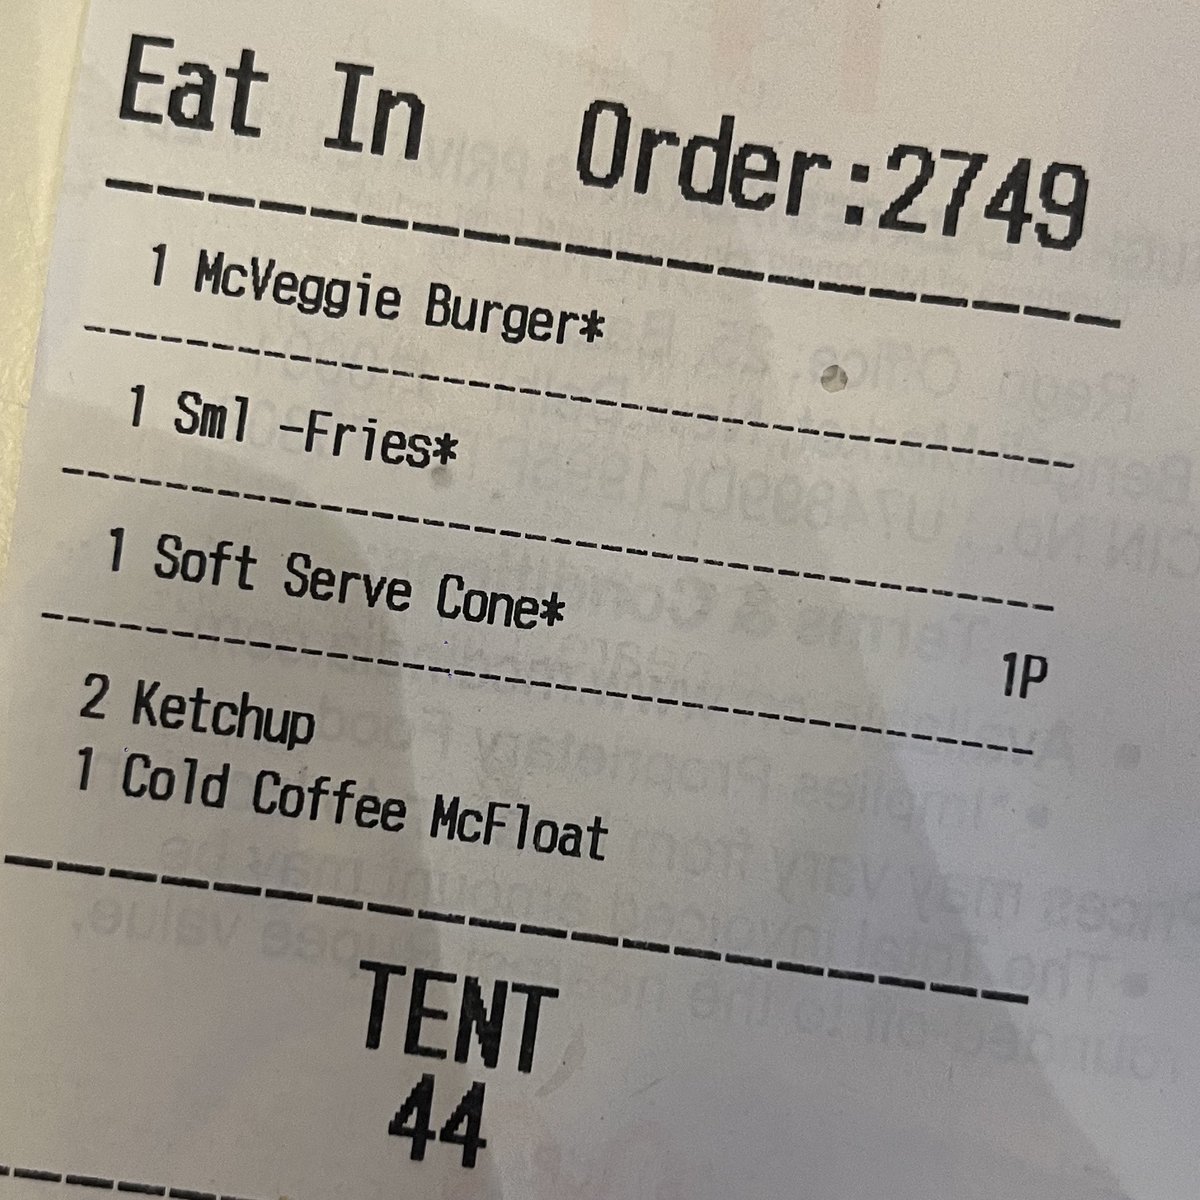 Eat In Order:2749
1 McVeggie Burger*
1 Sml -Fries*
1 Soft Serve Cone*
1P
2 Ketchup
1 Cold Coffee McFloat
TENT
44